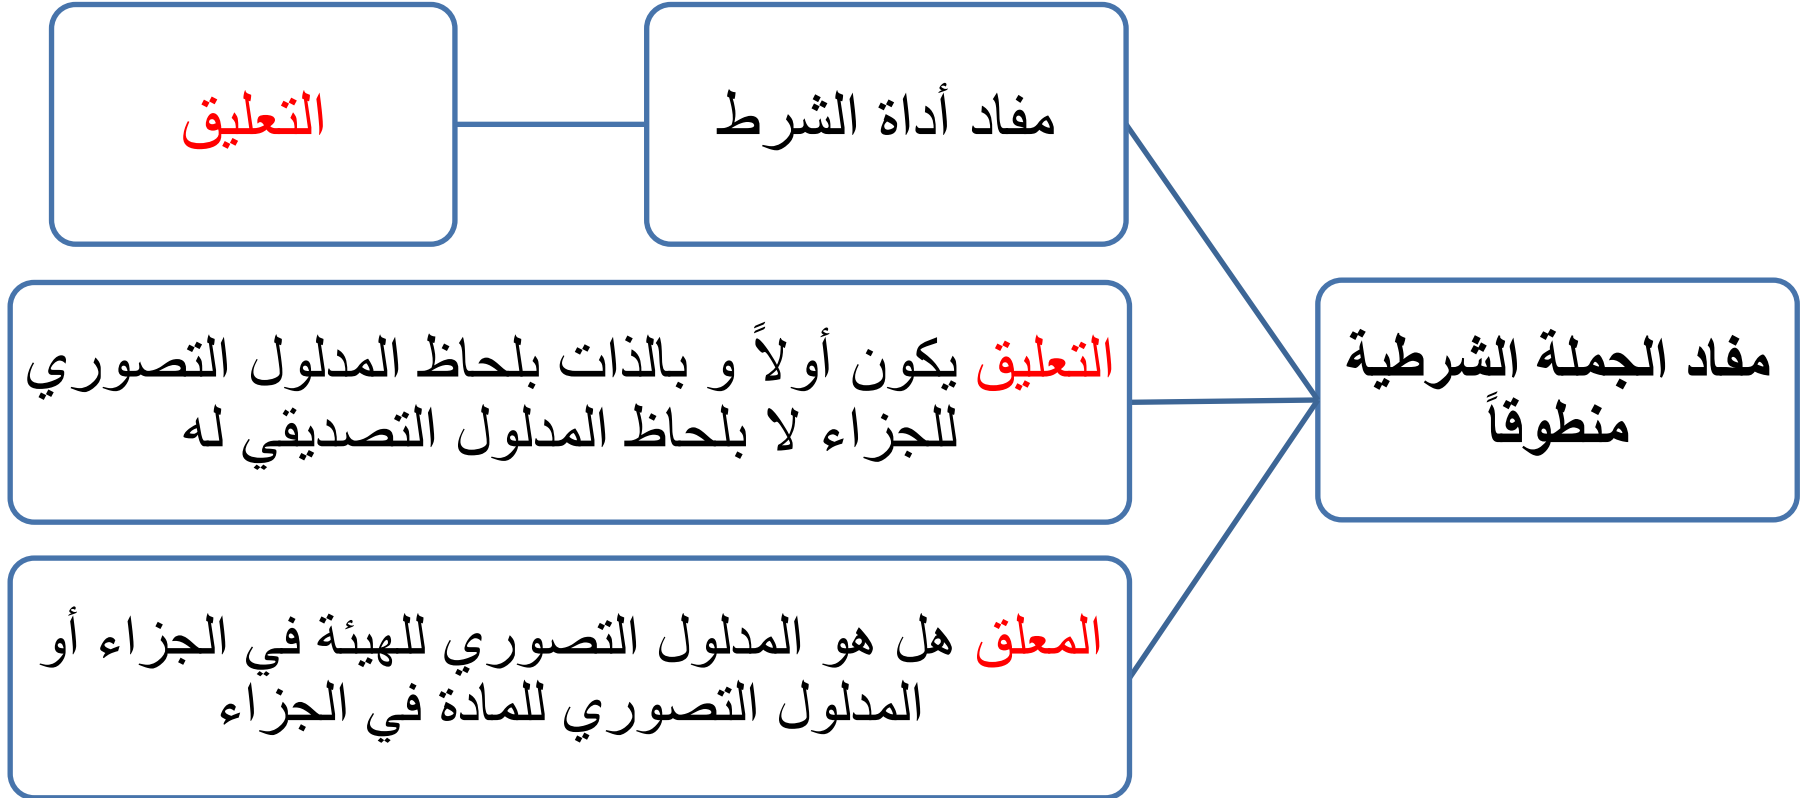 مفاد الجملة الشرطية
منطوقاً
مفاد أداة الشرط
التعليق
التعليق يكون أولاً و بالذات بلحاظ المدلول التصوري
للجزاء لا بلحاظ المدلول التصديقي له
المعلق هل هو المدلول التصوري للهيئة في الجزاء أو
المدلول التصوري للمادة في الجزاء